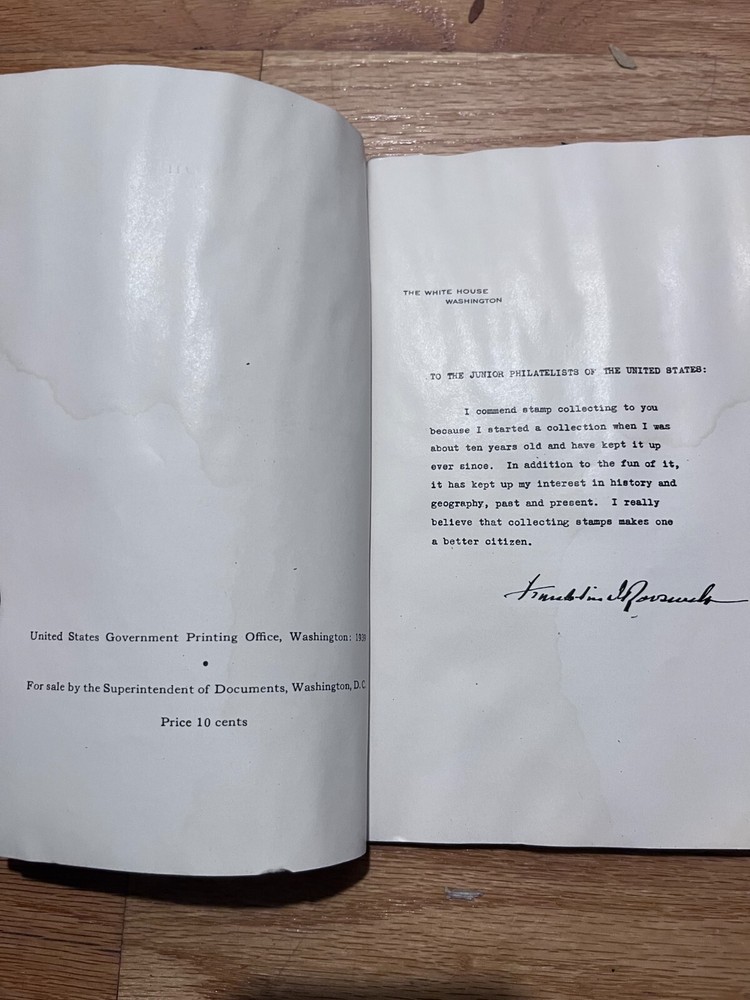 United States Government Printing Office, Washington: 1939
For sale by the Superintendent of Documents, Washington, D.C.
Price 10 cents
THE WHITE HOUSE
WASHINGTON
TO THE JUNIOR PHILATELISTS OF THE UNITED STATES:
I commend stamp collecting to you
because I started a collection when I was
about ten years old and have kept it up
ever since. In addition to the fun of it,
it has kept up my interest in history and
geography, past and present. I really
believe that collecting stamps makes one
a better citizen.
Franklin D Roosevelt